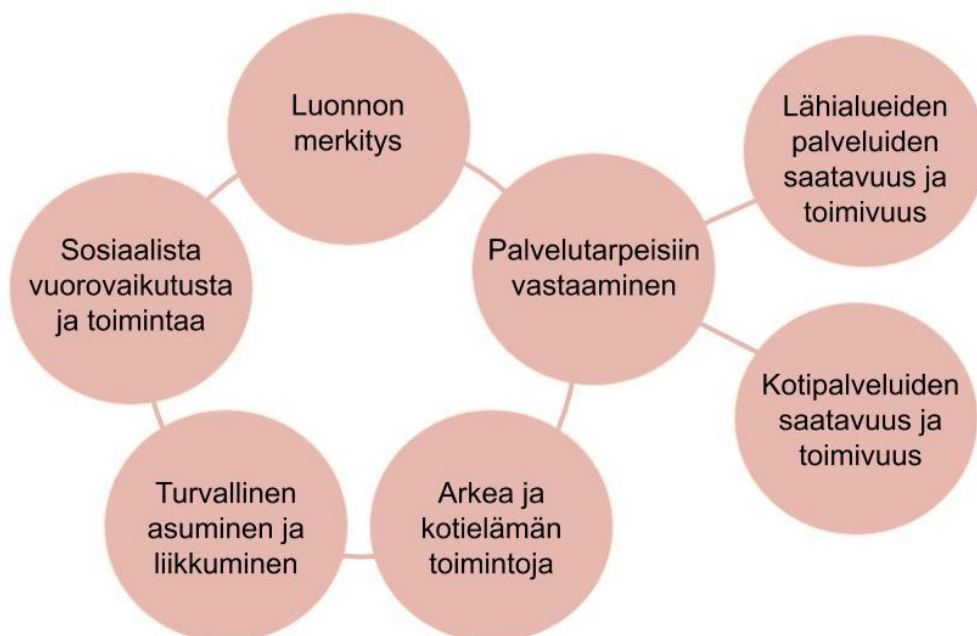 Luonnon
merkitys
Lähialueiden
palveluiden
saatavuus ja
toimivuus
Sosiaalista
vuorovaikutusta
ja toimintaa
Palvelutarpeisiin
vastaaminen
Kotipalveluiden
saatavuus ja
toimivuus
Turvallinen
asuminen ja
liikkuminen
Arkea ja
kotielämän
toimintoja